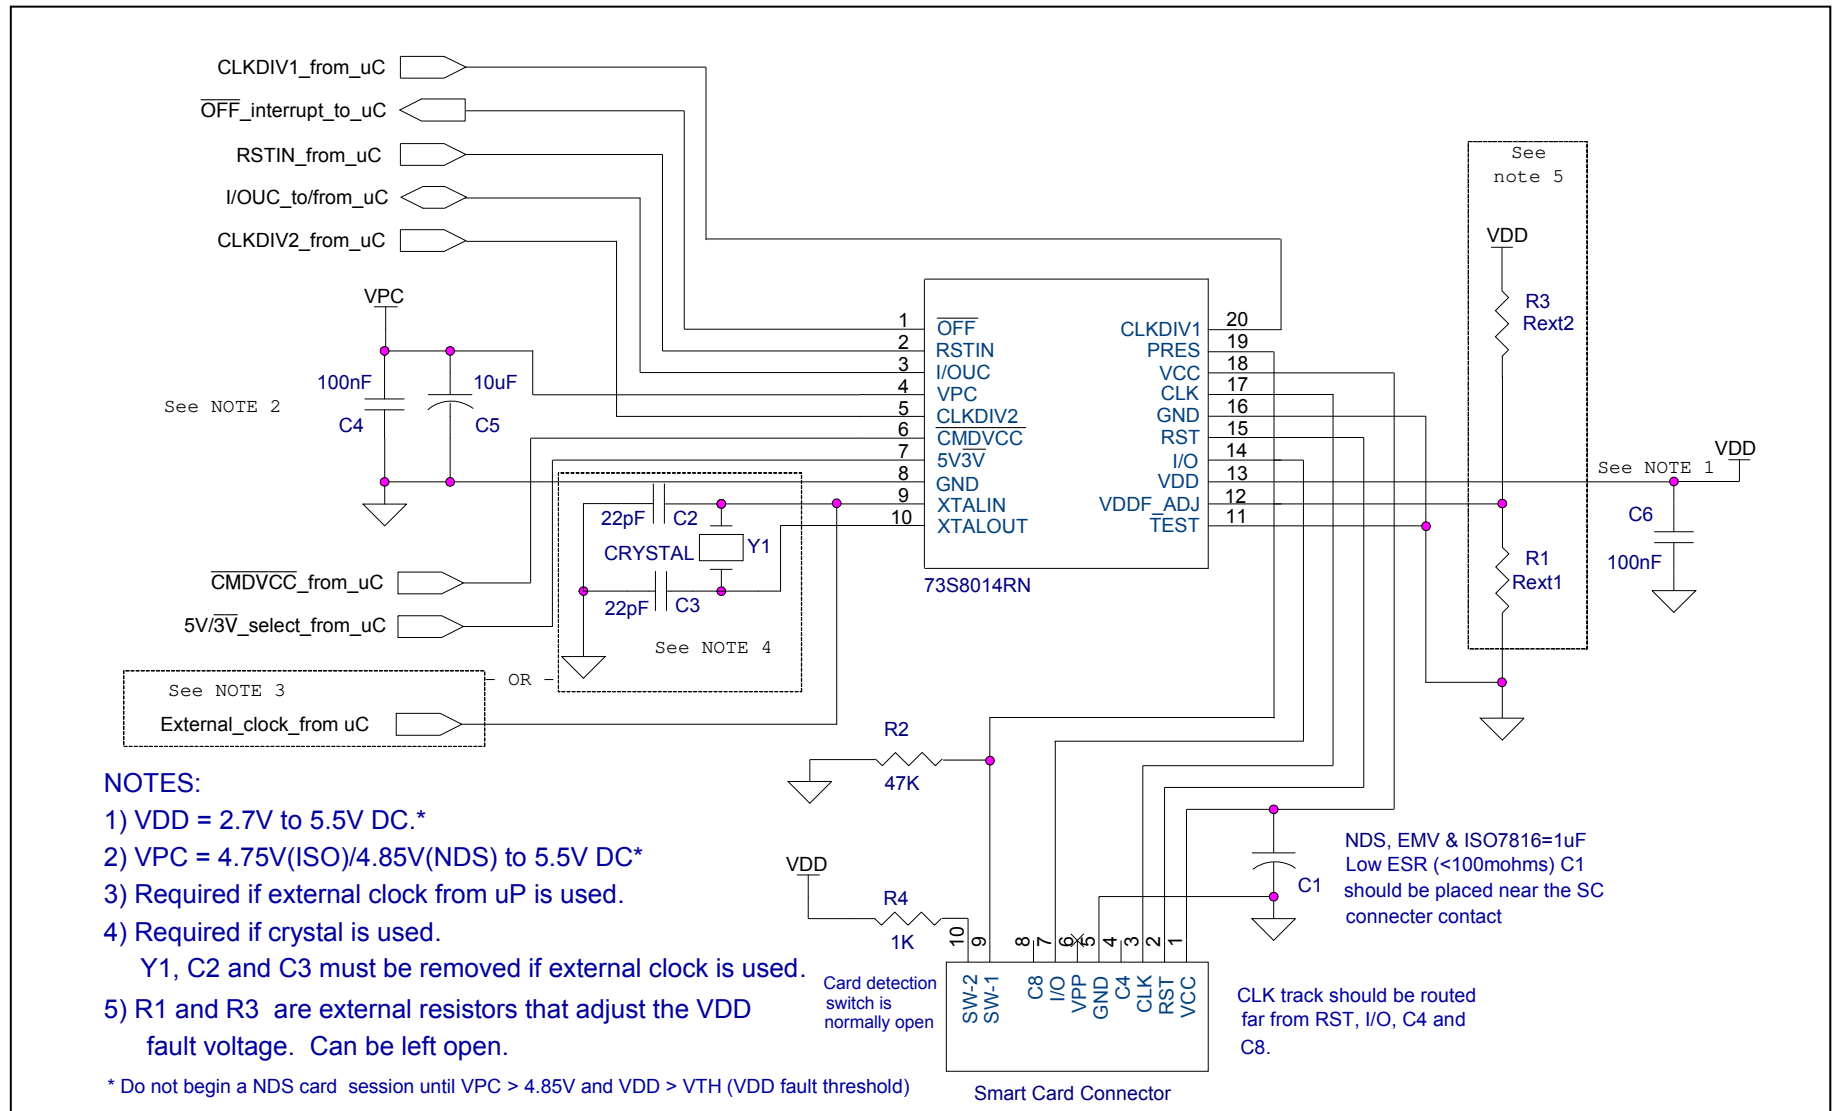 CLKDIV1_from_uC
O̅F̅F̅_interrupt_to_uC
RSTIN_from_uC
I/OUC_to/from_uC
CLKDIV2_from_uC
VPC
100nF
C4
10uF
C5
See NOTE 2
1
2
3
4
5
6
7
8
9
10
O̅F̅F̅
RSTIN
I/OUC
VPC
CLKDIV2
C̅M̅D̅V̅C̅C̅
5V3̅V̅
GND
XTALIN
XTALOUT
CLKDIV1
PRES
VCC
CLK
GND
RST
I/O
VDD
VDDF_ADJ
TEST
20
19
18
17
16
15
14
13
12
11
73S8014RN
See
note 5
VDD
R3
Rext2
R1
Rext1
See NOTE 1
VDD
C6
100nF
22pF
C2
CRYSTAL
Y1
22pF
C3
See NOTE 4
C̅M̅D̅V̅C̅C̅_from_uC
5V/3̅V̅_select_from_uC
- OR -
See NOTE 3
External_clock_from uC
R2
47K
VDD
R4
1K
C1
NDS, EMV & ISO7816=1uF
Low ESR (<100mohms) C1
should be placed near the SC
connecter contact
10
9
8
7
6
5
4
3
2
1
SW-2
SW-1
C8
I/O
VPP
GND
C4
CLK
RST
VCC
Card detection
switch is
normally open
CLK track should be routed
far from RST, I/O, C4 and
C8.
Smart Card Connector
NOTES:
1) VDD = 2.7V to 5.5V DC.*
2) VPC = 4.75V(ISO)/4.85V(NDS) to 5.5V DC*
3) Required if external clock from uP is used.
4) Required if crystal is used.
Y1, C2 and C3 must be removed if external clock is used.
5) R1 and R3 are external resistors that adjust the VDD
fault voltage. Can be left open.
* Do not begin a NDS card session until VPC > 4.85V and VDD > VTH (VDD fault threshold)